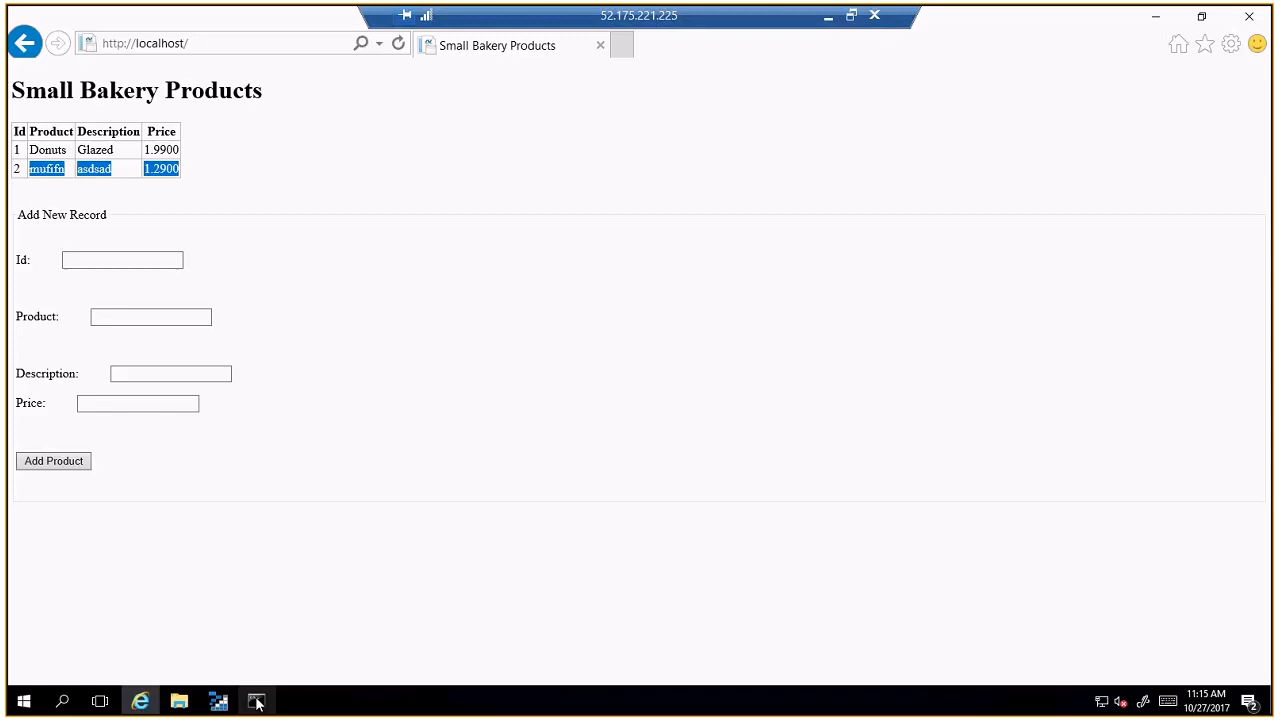 52.175.221.225
http://localhost/
Small Bakery Products
Small Bakery Products
Id Product Description Price
1 Donuts Glazed 1.9900
2 mufifn asdsad 1.2900
Add New Record
Id:
Product:
Description:
Price:
Add Product
11:15 AM
10/27/2017
2